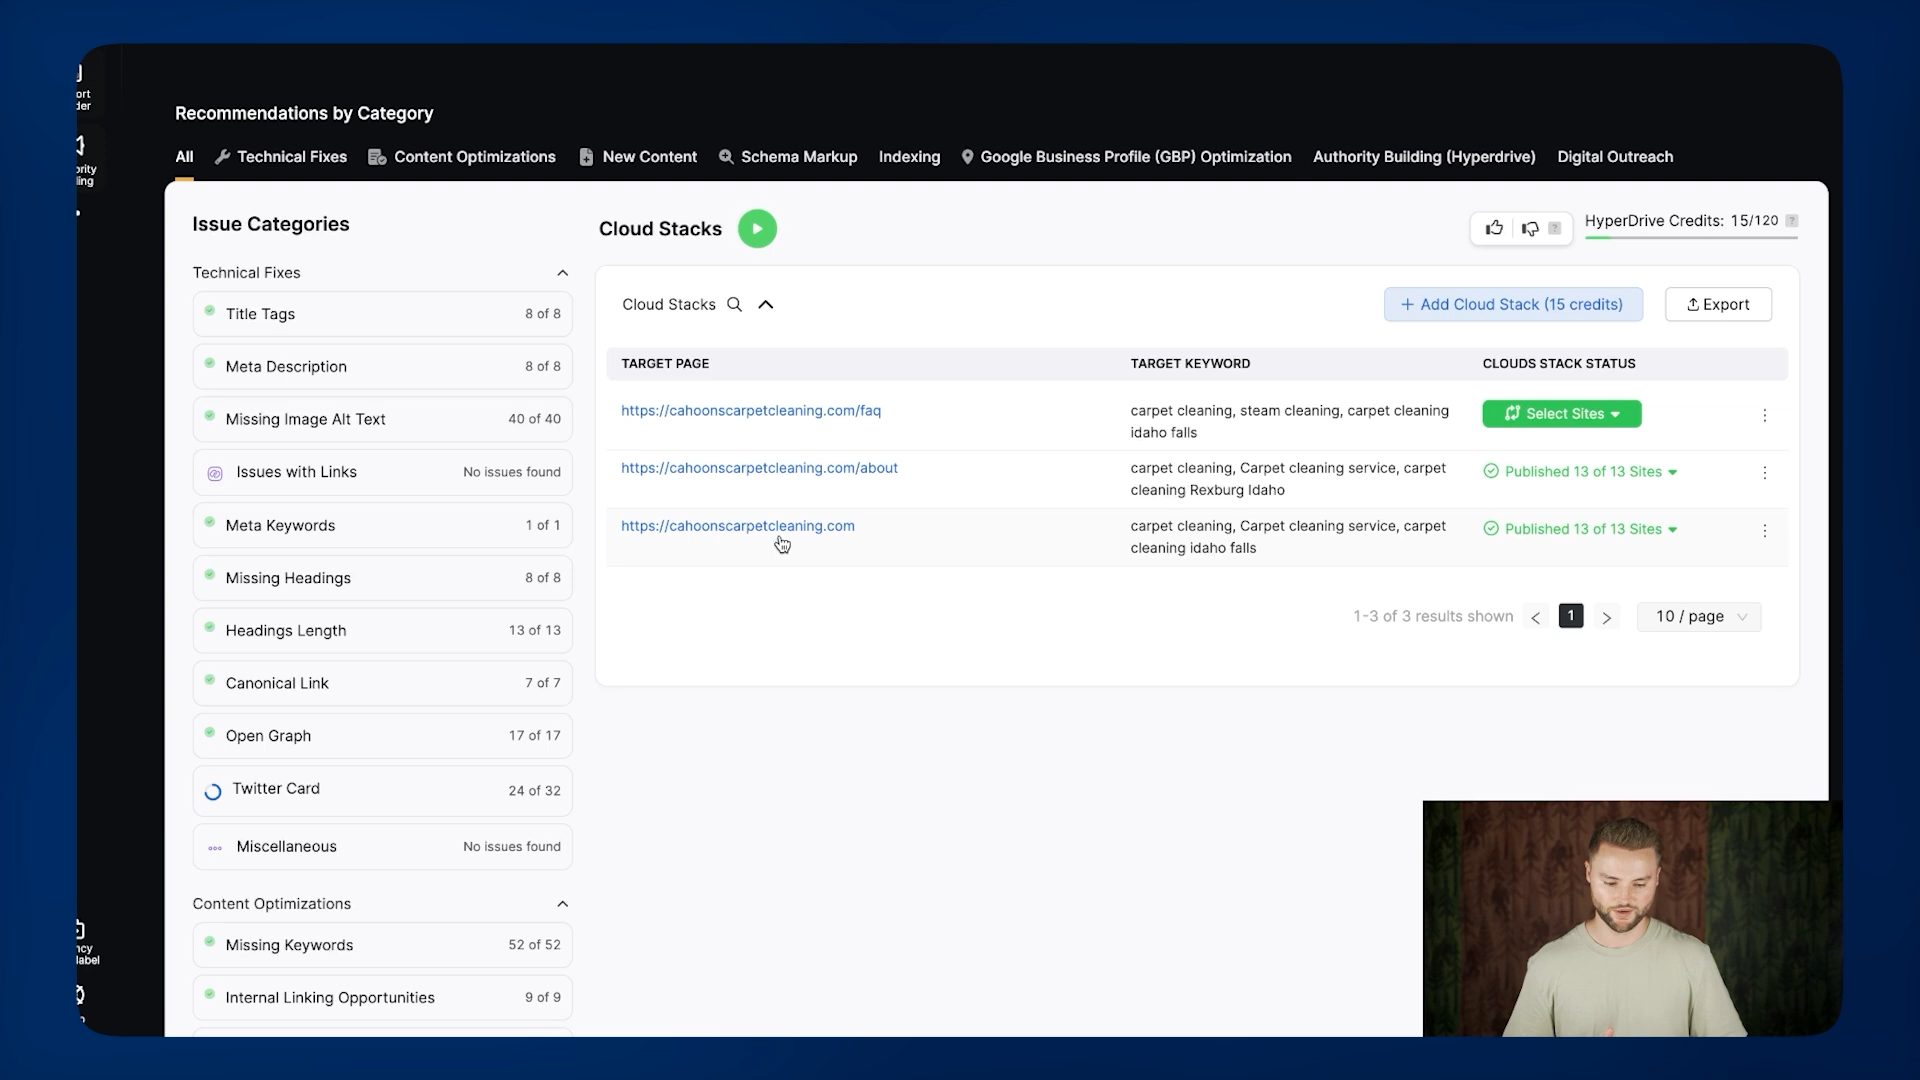 ort
der
ority
ling
Recommendations by Category
All Technical Fixes Content Optimizations New Content Schema Markup Indexing Google Business Profile (GBP) Optimization Authority Building (Hyperdrive) Digital Outreach
Issue Categories
Technical Fixes
Title Tags 8 of 8
Meta Description 8 of 8
Missing Image Alt Text 40 of 40
Issues with Links No issues found
Meta Keywords 1 of 1
Missing Headings 8 of 8
Headings Length 13 of 13
Canonical Link 7 of 7
Open Graph 17 of 17
Twitter Card 24 of 32
Miscellaneous No issues found
Content Optimizations
Missing Keywords 52 of 52
Internal Linking Opportunities 9 of 9
ncy
label
Cloud Stacks
HyperDrive Credits: 15/120 ?
?
Cloud Stacks
+ Add Cloud Stack (15 credits)
Export
TARGET PAGE TARGET KEYWORD CLOUDS STACK STATUS
https://cahoonscarpetcleaning.com/faq
carpet cleaning, steam cleaning, carpet cleaning
idaho falls
Select Sites
https://cahoonscarpetcleaning.com/about
carpet cleaning, Carpet cleaning service, carpet
cleaning Rexburg Idaho
Published 13 of 13 Sites
https://cahoonscarpetcleaning.com
carpet cleaning, Carpet cleaning service, carpet
cleaning idaho falls
Published 13 of 13 Sites
1-3 of 3 results shown < 1 > 10 / page